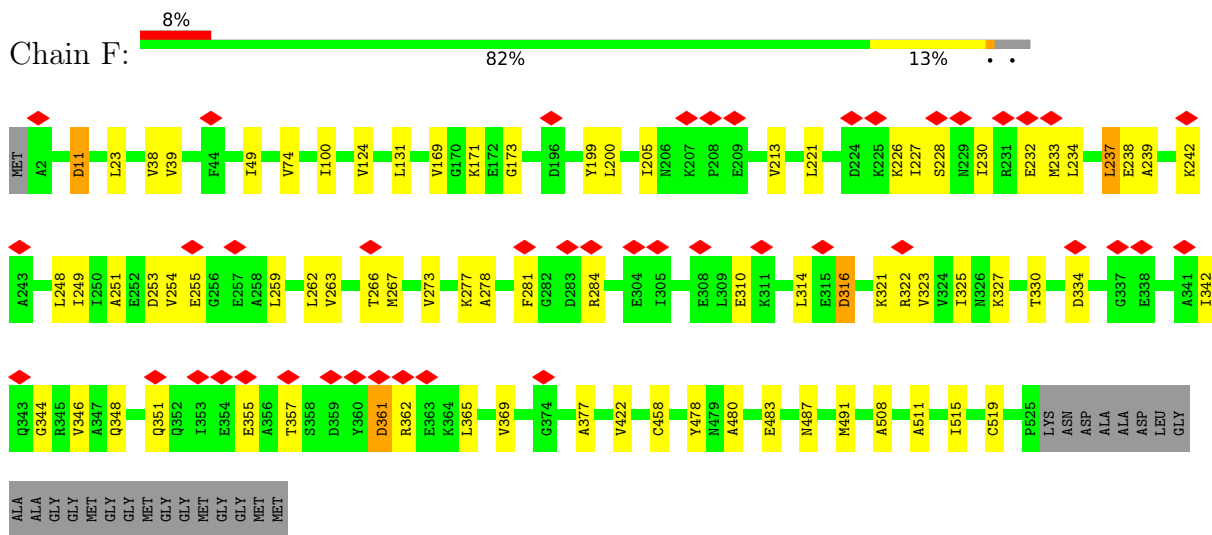 8%
Chain F:
82% 13% • •
MET A2 D11 L23 V38 V39 F44 I49 V74 I100 V124 L131 V169 G170 K171 E172 G173 D196 Y199 L200 I205 N206 K207 P208 E209 V213 L221 D224 K225 K226 I227 S228 N229 I230 R231 E232 M233 L234 L237 E238 A239 K242
A243 L248 I249 I250 A251 E252 D253 V254 E255 G256 E257 A258 L259 L262 V263 T266 M267 V273 K277 A278 F281 G282 D283 R284 E304 I305 E308 L309 E310 K311 L314 E315 D316 K321 R322 V323 V324 I325 N326 K327 T330 D334 G337 E338 A341 I342
Q343 G344 R345 V346 A347 Q348 Q351 Q352 I353 E354 E355 A356 T357 S358 D359 Y360 D361 R362 E363 K364 L365 V369 G374 A377 V422 C458 Y478 N479 A480 E483 N487 M491 A508 A511 I515 C519 P525 LYS ASN ASP ALA ALA ASP LEU GLY
ALA ALA GLY GLY MET GLY GLY MET GLY GLY MET GLY GLY MET MET